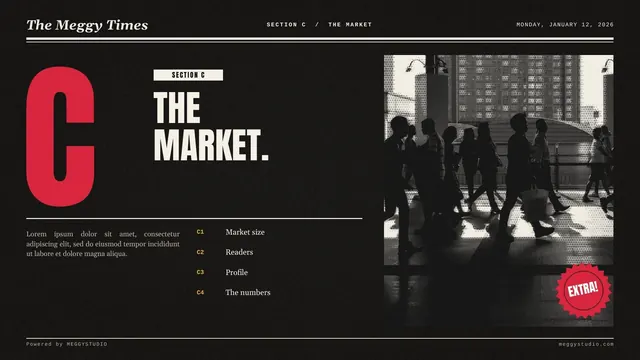 The Meggy Times
SECTION C / THE MARKET
MONDAY, JANUARY 12, 2026
C
SECTION C
THE
MARKET.
Lorem ipsum dolor sit amet, consectetur
adipiscing elit, sed do eiusmod tempor incididunt
ut labore et dolore magna aliqua.
C1 Market size
C2 Readers
C3 Profile
C4 The numbers
EXTRA!
Powered by MEGGYSTUDIO
meggystudio.com